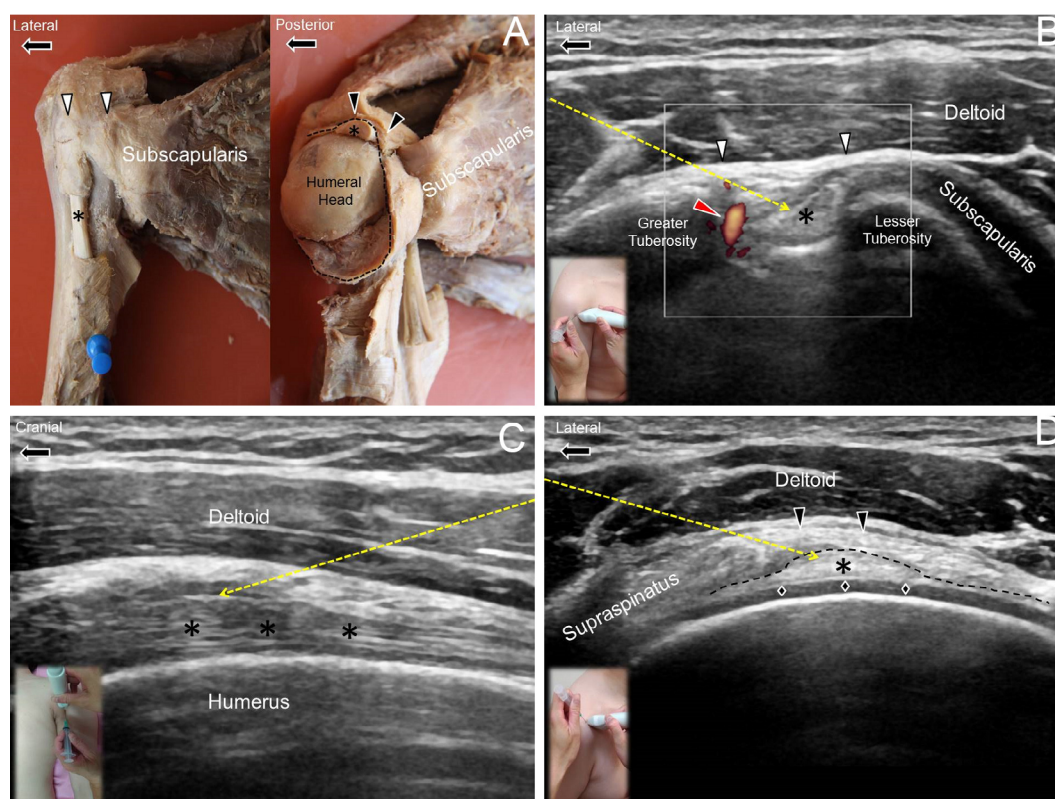 Lateral
Posterior
A
Subscapularis
*
*
Humeral
Head
Subscapularis
Lateral
B
Deltoid
*
Greater
Tuberosity
Lesser
Tuberosity
Subscapularis
Cranial
C
Deltoid
* * *
Humerus
Lateral
D
Deltoid
*
Supraspinatus